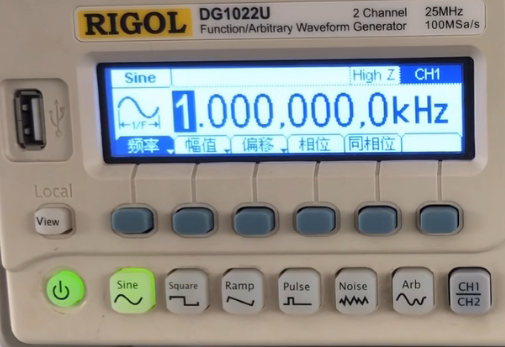 RIGOL DG1022U 2 Channel 25MHz
Function/Arbitrary Waveform Generator 100MSa/s
Sine High Z CH1
1/F
1.000,000,0kHz
频率 幅值 偏移 相位 同相位
Local
View
Sine Square Ramp Pulse Noise Arb CH1
CH2